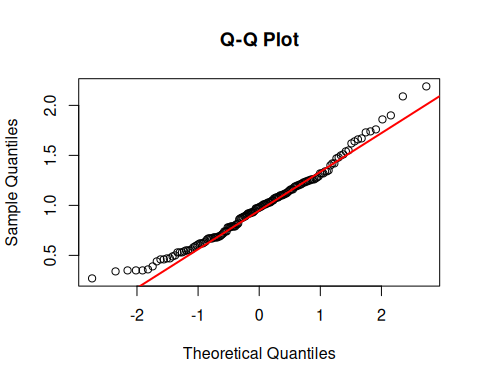 Q-Q Plot
Sample Quantiles
2.0
1.5
1.0
0.5
-2 -1 0 1 2
Theoretical Quantiles